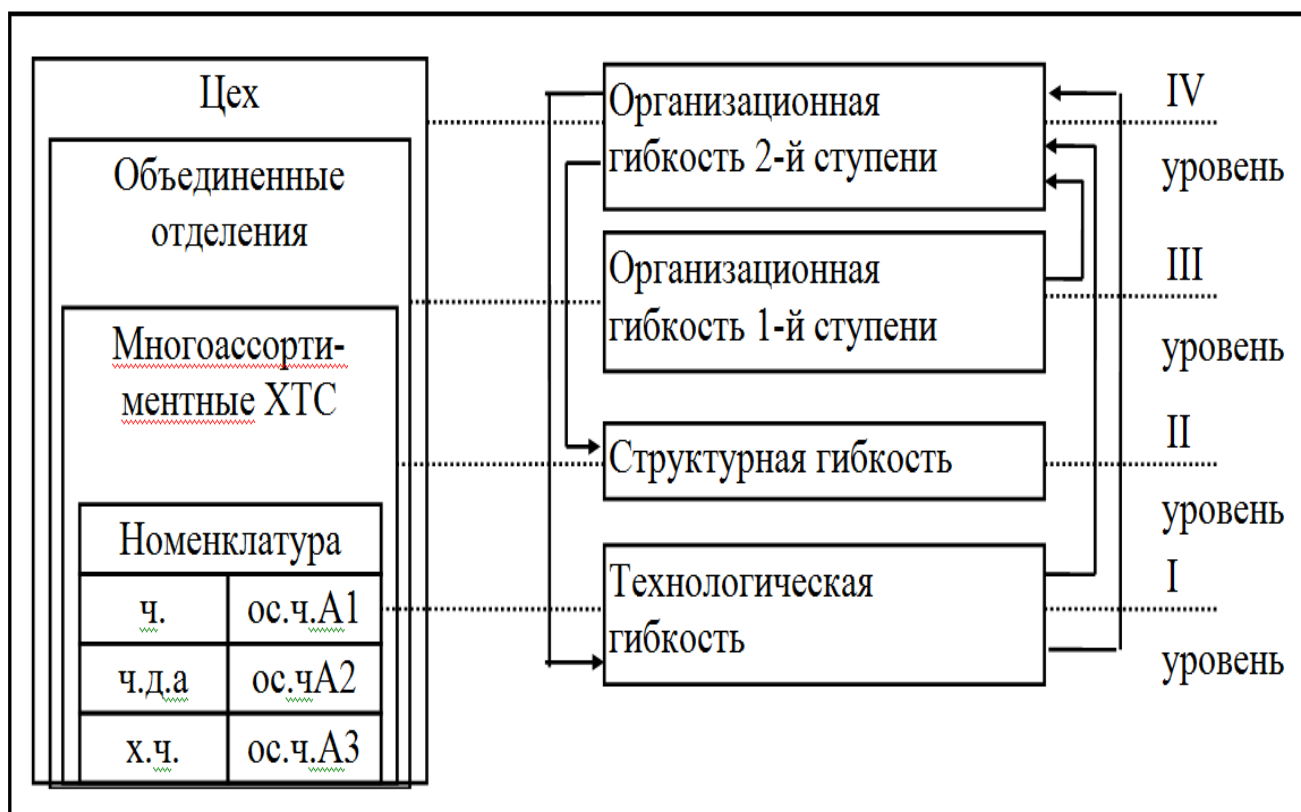 Цех
Объединенные
отделения
Многоассорти-
ментные ХТС
Номенклатура
ч.
ос.ч.А1
ч.д.а
ос.чА2
х.ч.
ос.ч.А3
Организационная
гибкость 2-й ступени
Организационная
гибкость 1-й ступени
Структурная гибкость
Технологическая
гибкость
IV
уровень
III
уровень
II
уровень
I
уровень